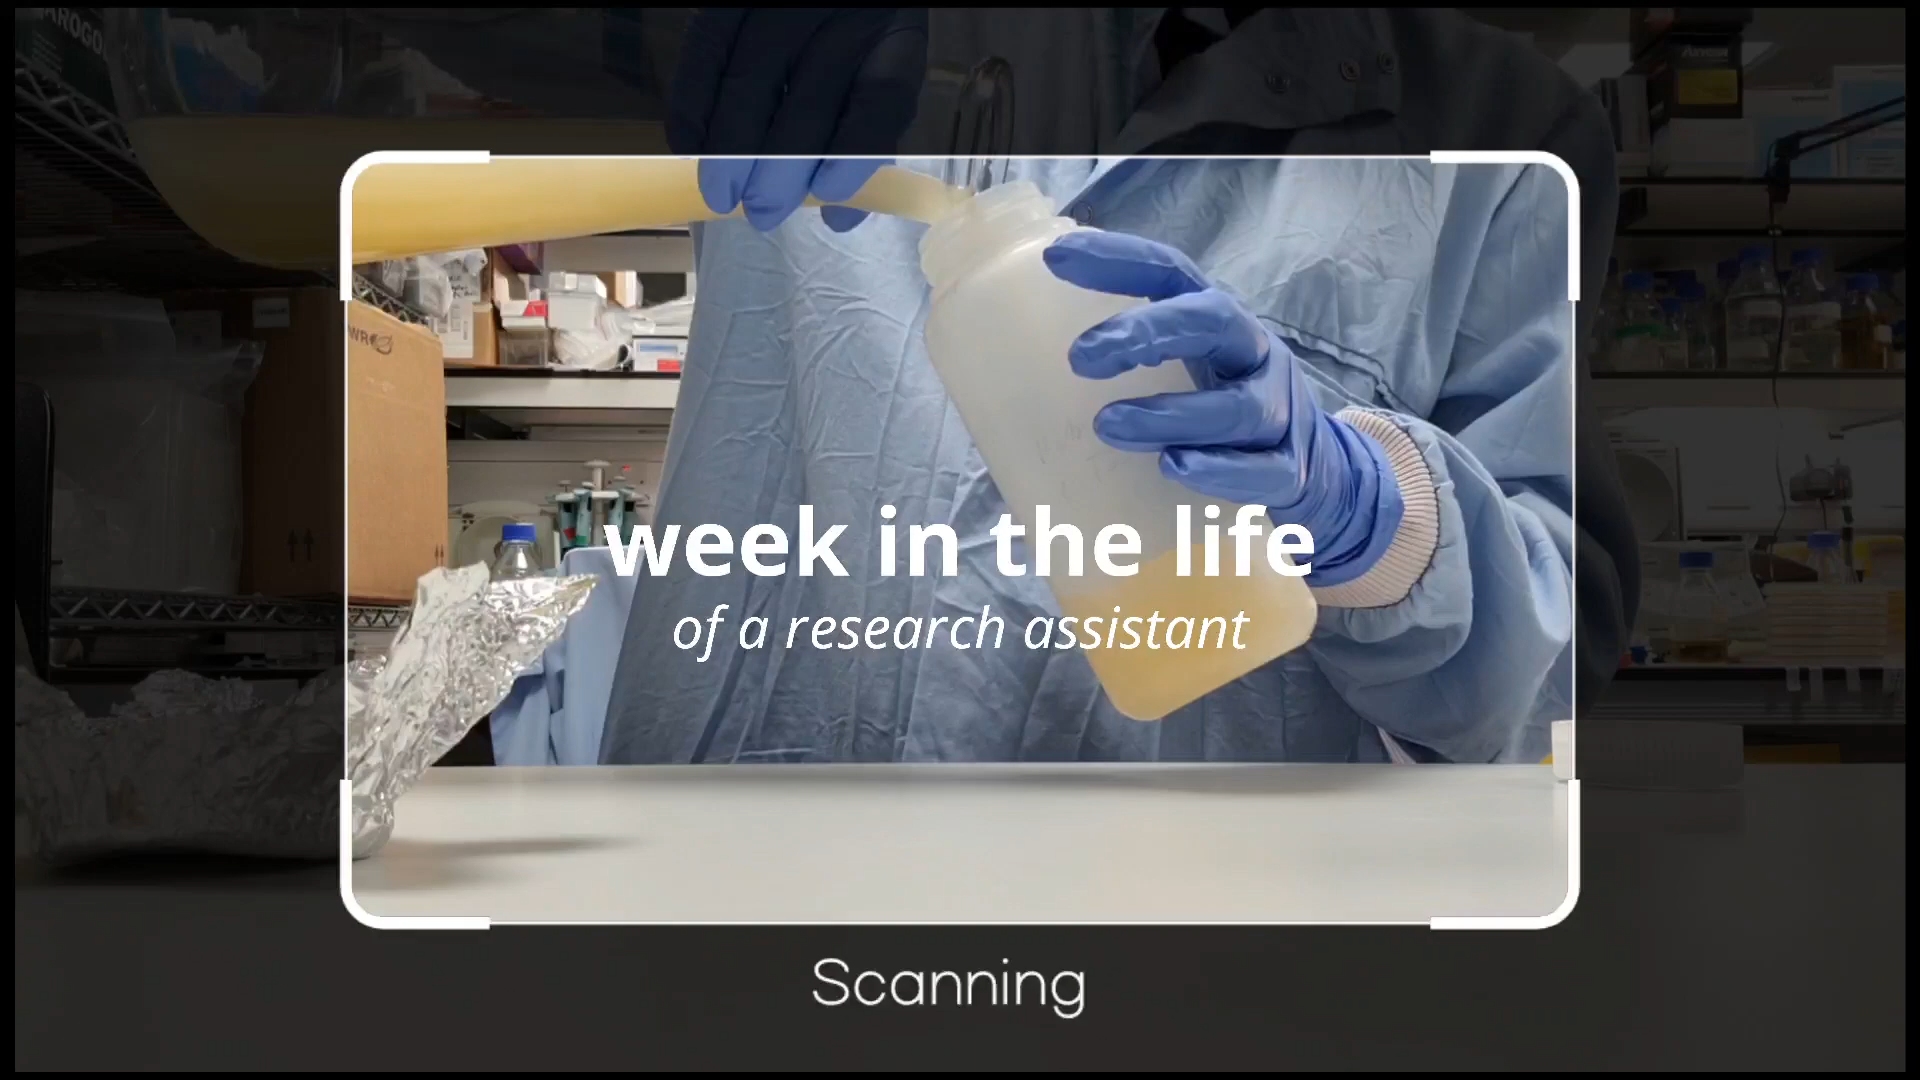 week in the life
of a research assistant
Scanning